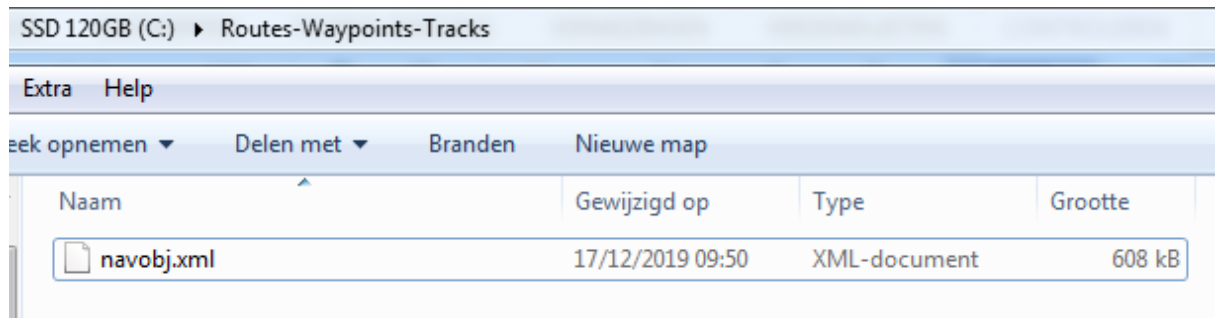 SSD 120GB (C:) Routes-Waypoints-Tracks
Extra Help
eek opnemen Delen met Branden Nieuwe map
Naam Gewijzigd op Type Grootte
navobj.xml 17/12/2019 09:50 XML-document 608 kB